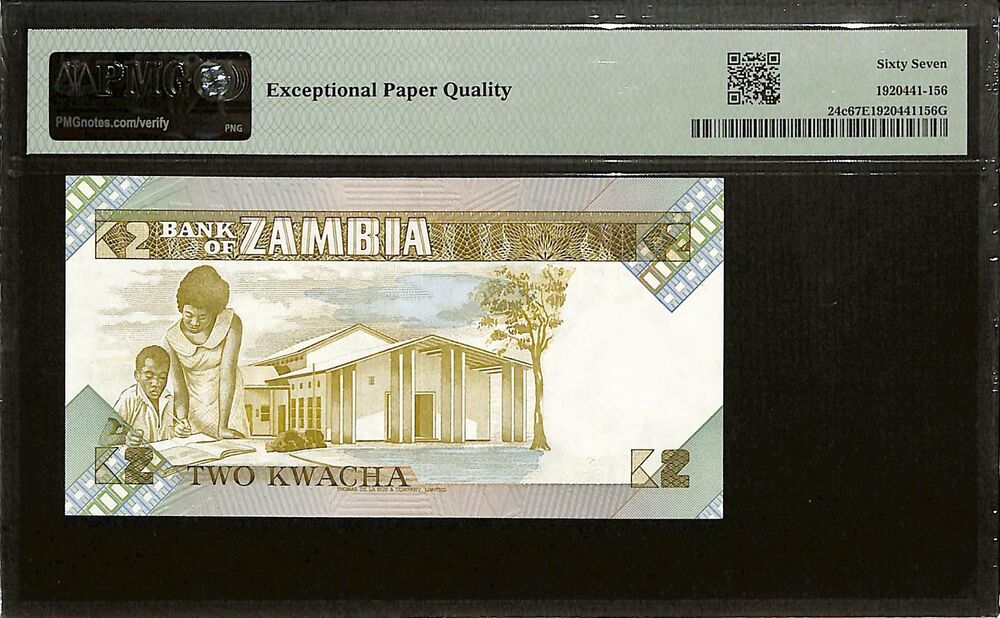 PMG
PMGnotes.com/verify
PNG
Exceptional Paper Quality
Sixty Seven
1920441-156
24c67E1920441156G
K2 BANK OF ZAMBIA K2
K2 TWO KWACHA K2
THOMAS DE LA RUE & COMPANY, LIMITED